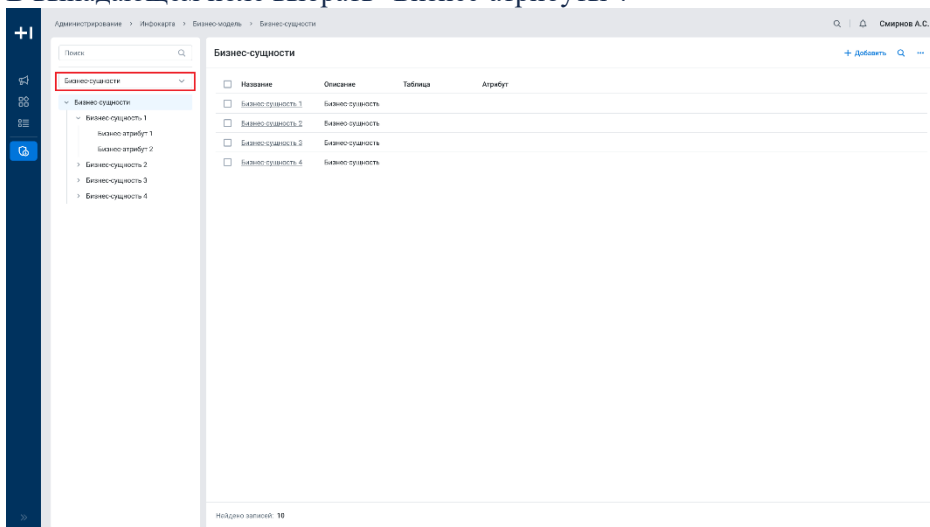 В выпадающем поле выбрать "Бизнес-атрибуты".
Администрирование > Инфокарта > Бизнес-модель > Бизнес-сущности
Смирнов А.С.
Поиск
Бизнес-сущности
Бизнес-сущности
Бизнес-сущность 1
Бизнес-атрибут 1
Бизнес-атрибут 2
Бизнес-сущность 2
Бизнес-сущность 3
Бизнес-сущность 4
Бизнес-сущности
+ Добавить
Название Описание Таблица Атрибут
Бизнес-сущность 1 Бизнес-сущность
Бизнес-сущность 2 Бизнес-сущность
Бизнес-сущность 3 Бизнес-сущность
Бизнес-сущность 4 Бизнес-сущность
Найдено записей: 10